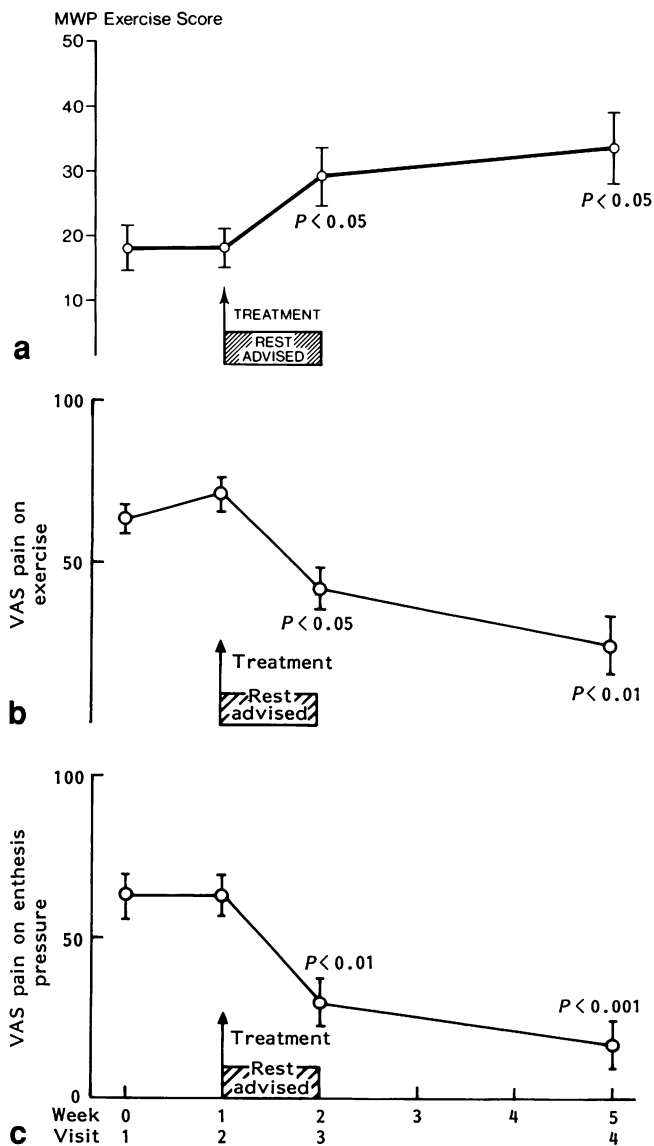 MWP Exercise Score
50
40
30
20
10
P < 0.05
P < 0.05
TREATMENT
REST
ADVISED
a
100
50
VAS pain on
exercise
P < 0.05
P < 0.01
Treatment
Rest
advised
b
100
50
0
VAS pain on enthesis
pressure
P < 0.01
P < 0.001
Treatment
Rest
advised
c
Week 0 1 2 3 4 5
Visit 1 2 3 4